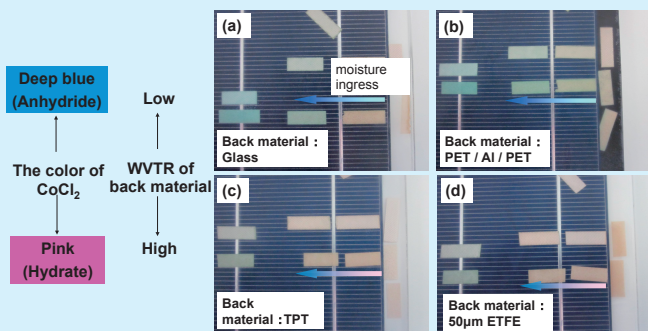 Deep blue
(Anhydride)
The color of
CoCl₂
Pink
(Hydrate)
Low
WVTR of
back material
High
(a)
moisture
ingress
Back material :
Glass
(b)
Back material :
PET / Al / PET
(c)
Back
material :TPT
(d)
Back material :
50μm ETFE